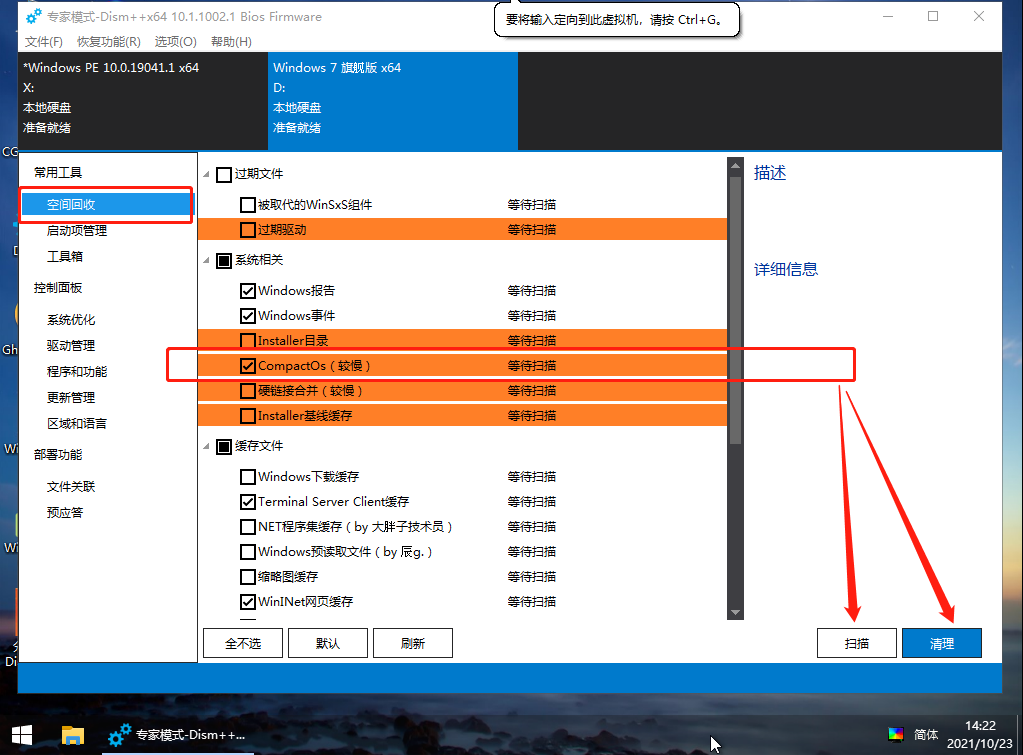 专家模式-Dism++x64 10.1.1002.1 Bios Firmware
要将输入定向到此虚拟机，请按 Ctrl+G。
文件(F) 恢复功能(R) 选项(O) 帮助(H)
*Windows PE 10.0.19041.1 x64
X:
本地硬盘
准备就绪
Windows 7 旗舰版 x64
D:
本地硬盘
准备就绪
CG
Gh
Wi
Wi
Di
常用工具
空间回收
启动项管理
工具箱
控制面板
系统优化
驱动管理
程序和功能
更新管理
区域和语言
部署功能
文件关联
预应答
过期文件
被取代的WinSxS组件 等待扫描
过期驱动 等待扫描
系统相关
Windows报告 等待扫描
Windows事件 等待扫描
Installer目录 等待扫描
CompactOs（较慢） 等待扫描
硬链接合并（较慢） 等待扫描
Installer基线缓存 等待扫描
缓存文件
Windows下载缓存 等待扫描
Terminal Server Client缓存 等待扫描
NET程序集缓存（by 大胖子技术员） 等待扫描
Windows预读取文件（by 辰g.） 等待扫描
缩略图缓存 等待扫描
WinINet网页缓存 等待扫描
描述
详细信息
全不选 默认 刷新 扫描 清理
专家模式-Dism++...
简体
14:22
2021/10/23